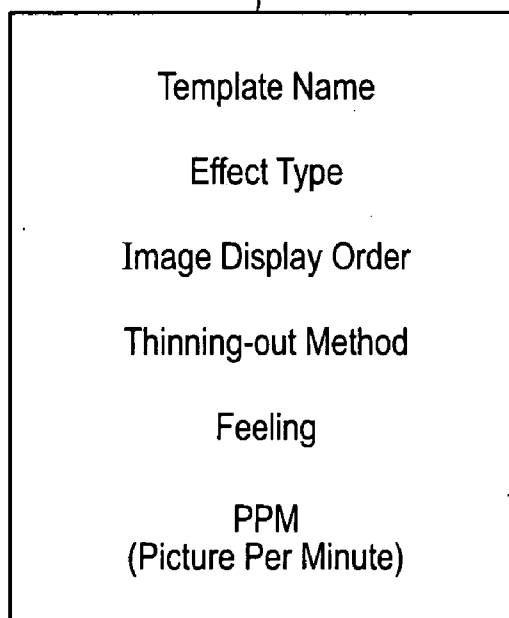 Template Name
Effect Type
Image Display Order
Thinning-out Method
Feeling
PPM
(Picture Per Minute)